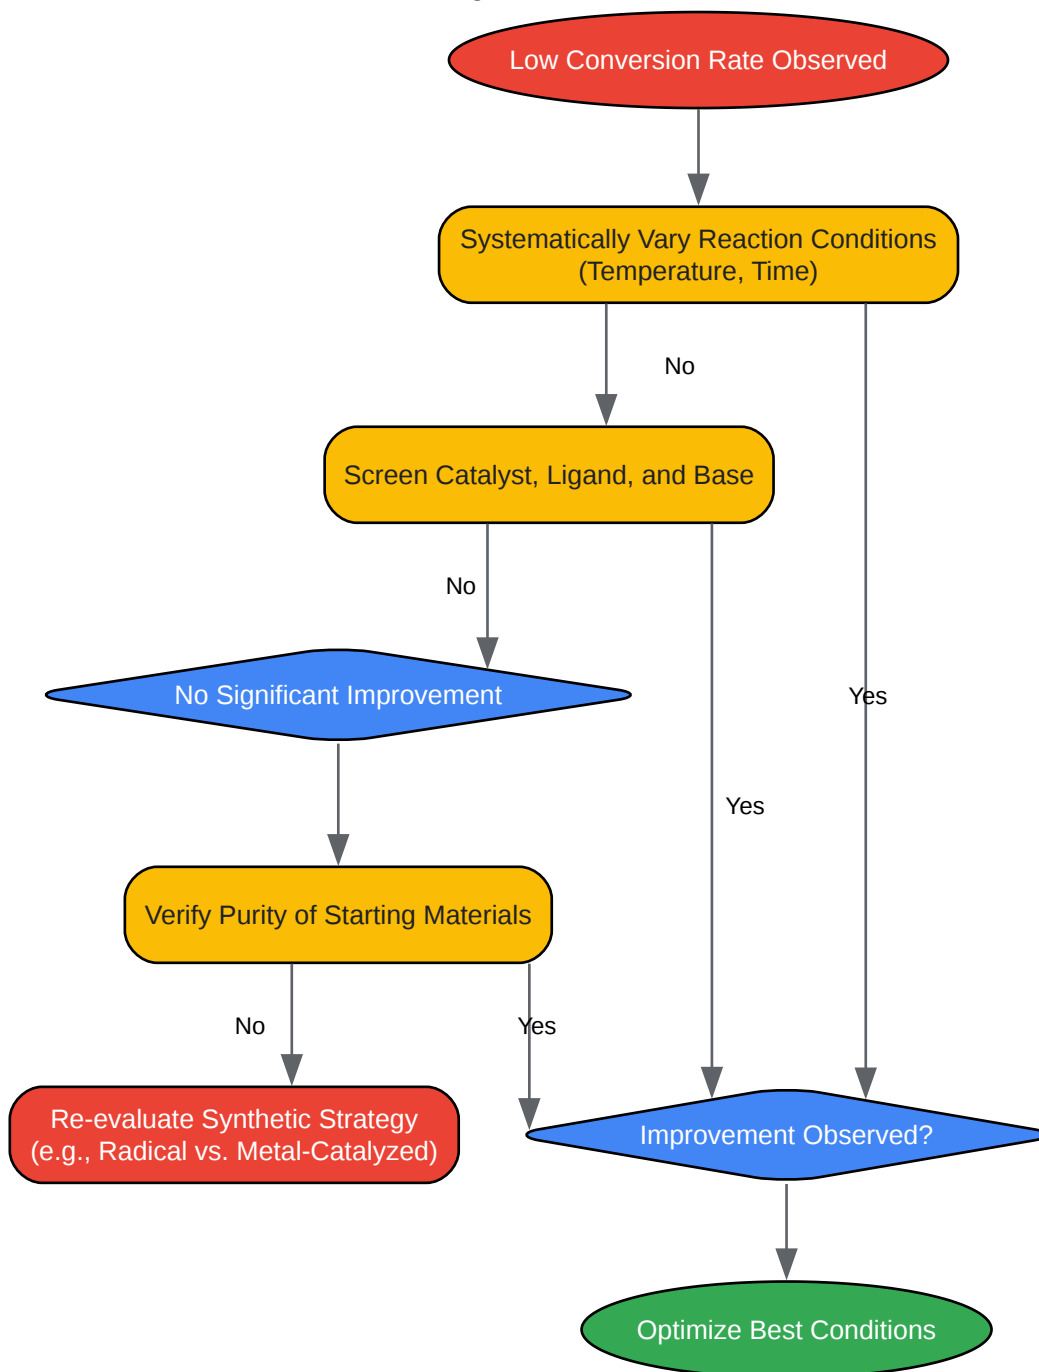 Low Conversion Rate Observed
Systematically Vary Reaction Conditions
(Temperature, Time)
No
Screen Catalyst, Ligand, and Base
No
No Significant Improvement
Yes
Yes
Verify Purity of Starting Materials
No
Yes
Re-evaluate Synthetic Strategy
(e.g., Radical vs. Metal-Catalyzed)
Improvement Observed?
Optimize Best Conditions